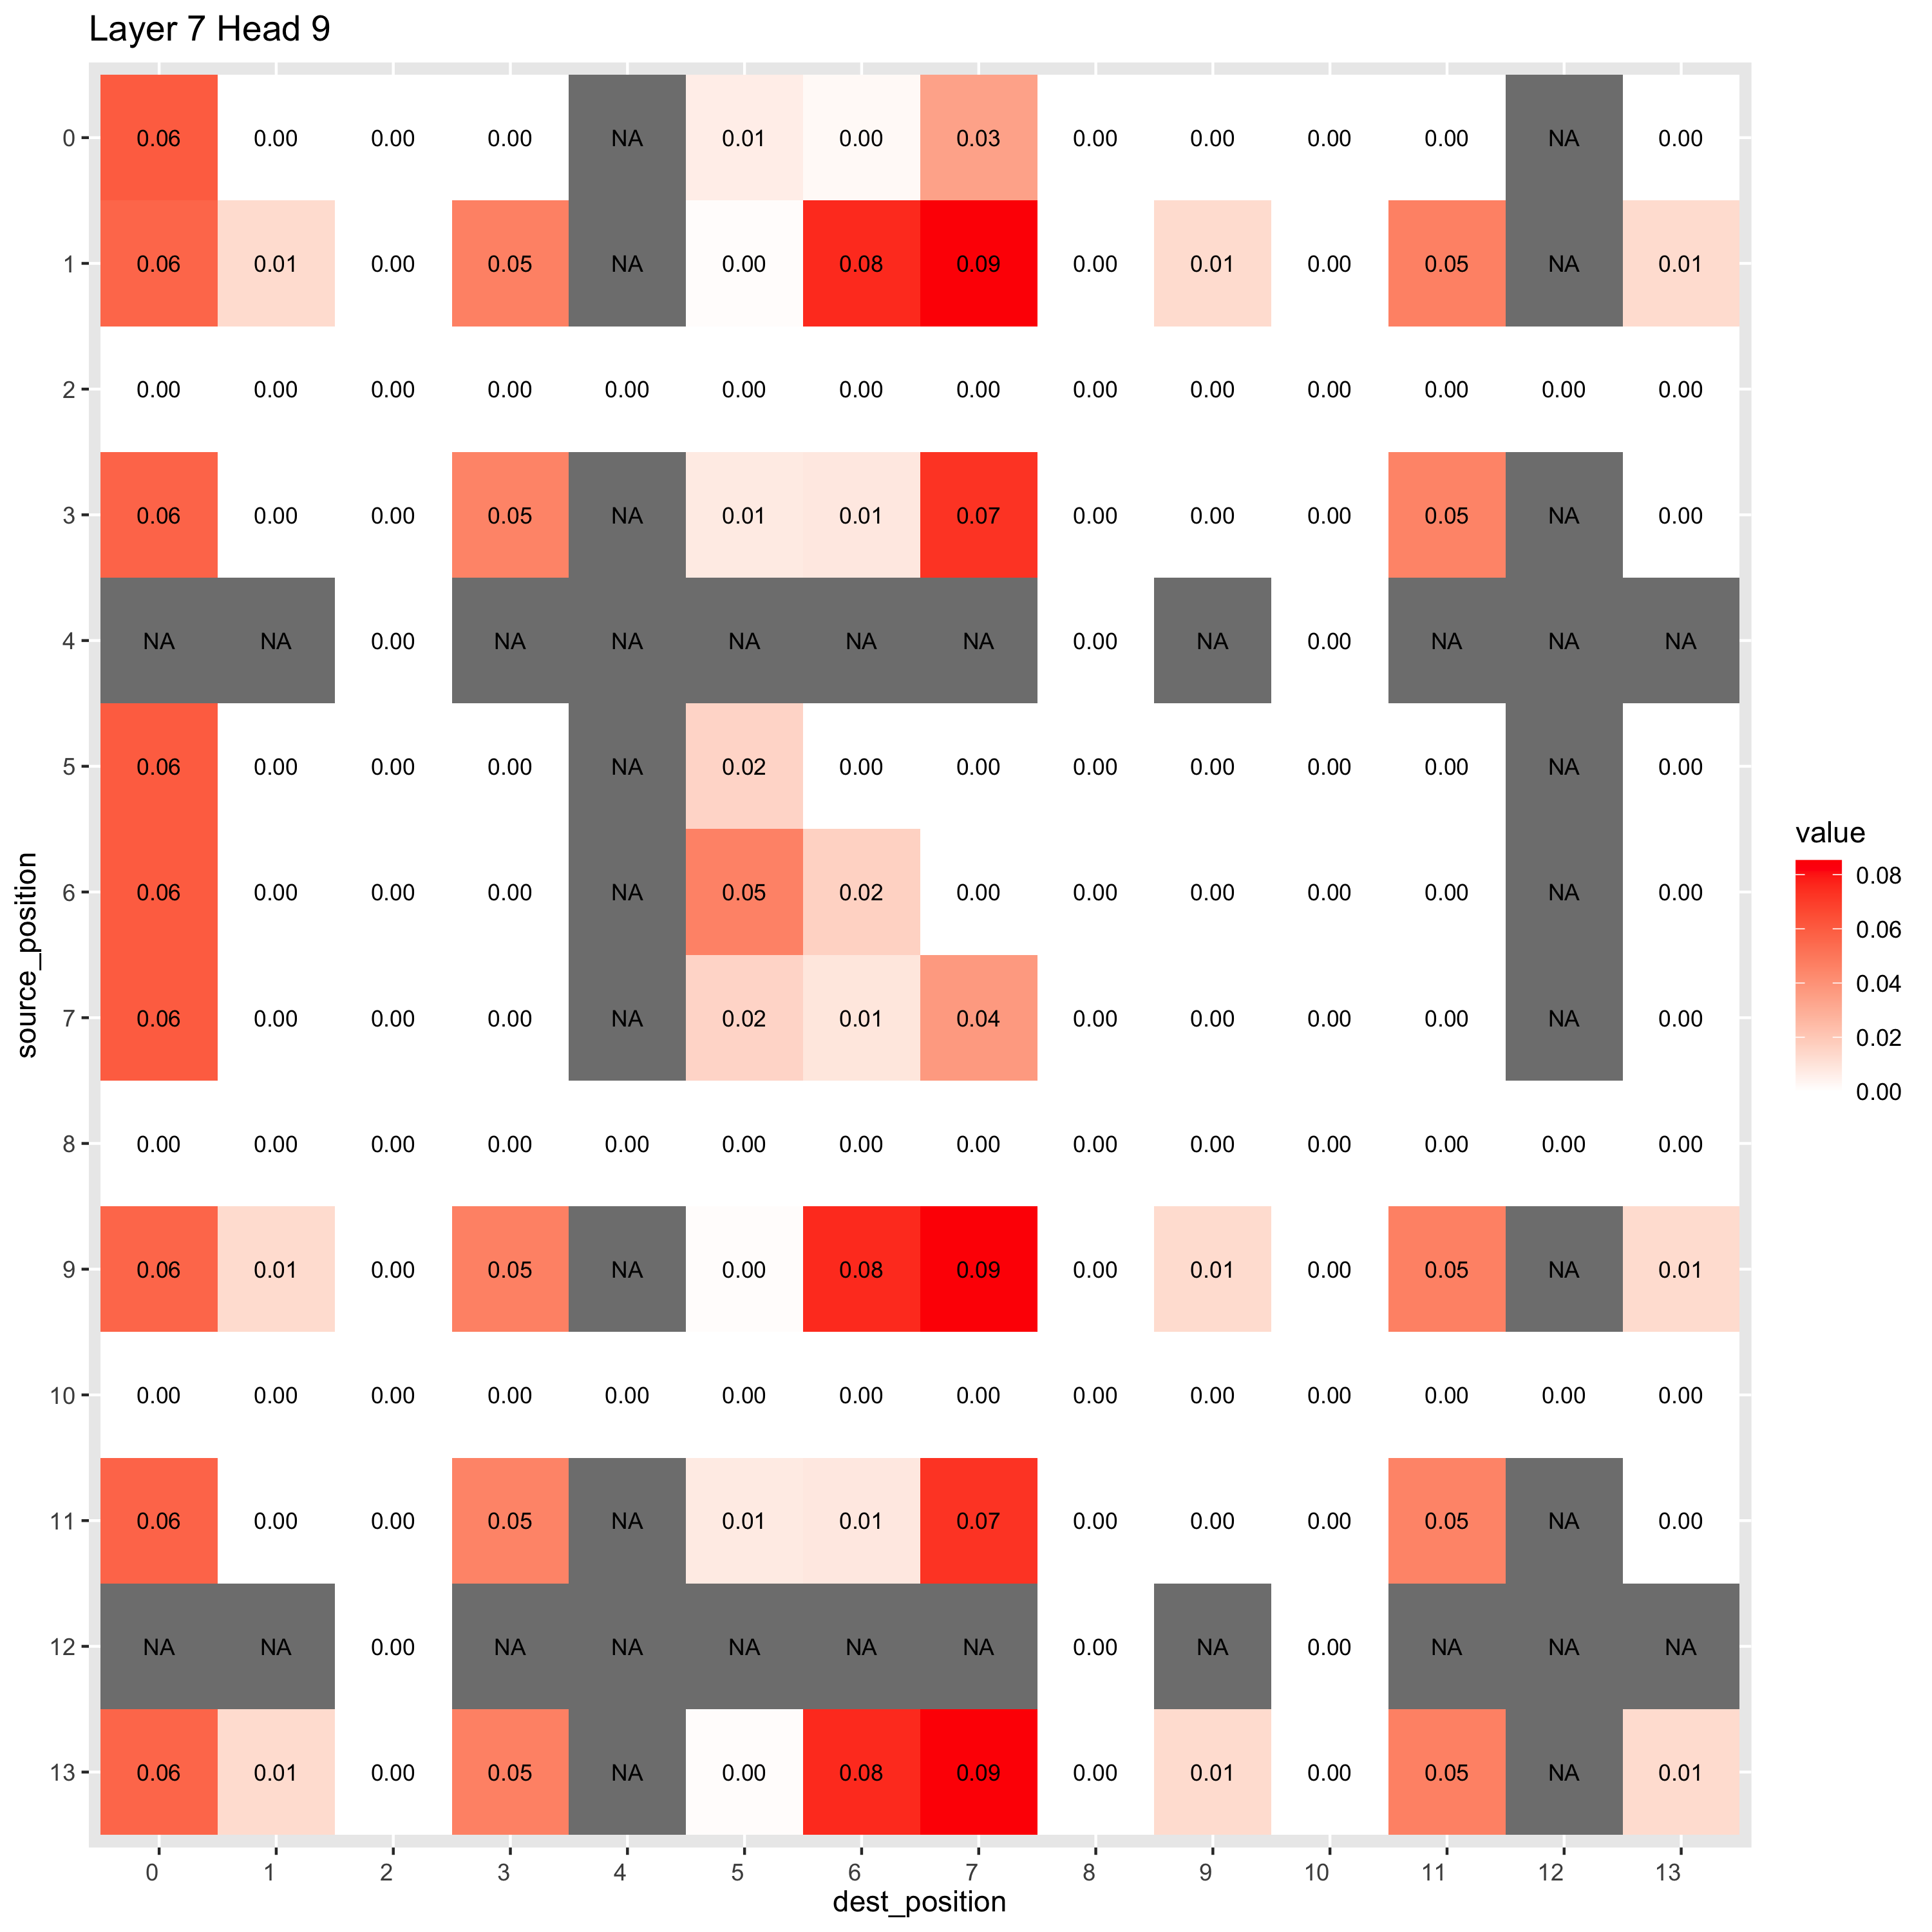 Layer 7 Head 9
0 0.06 0.00 0.00 0.00 NA 0.01 0.00 0.03 0.00 0.00 0.00 0.00 NA 0.00
1 0.06 0.01 0.00 0.05 NA 0.00 0.08 0.09 0.00 0.01 0.00 0.05 NA 0.01
2 0.00 0.00 0.00 0.00 0.00 0.00 0.00 0.00 0.00 0.00 0.00 0.00 0.00 0.00
3 0.06 0.00 0.00 0.05 NA 0.01 0.01 0.07 0.00 0.00 0.00 0.05 NA 0.00
4 NA NA 0.00 NA NA NA NA NA 0.00 NA 0.00 NA NA NA
5 0.06 0.00 0.00 0.00 NA 0.02 0.00 0.00 0.00 0.00 0.00 0.00 NA 0.00
6 0.06 0.00 0.00 0.00 NA 0.05 0.02 0.00 0.00 0.00 0.00 0.00 NA 0.00
7 0.06 0.00 0.00 0.00 NA 0.02 0.01 0.04 0.00 0.00 0.00 0.00 NA 0.00
8 0.00 0.00 0.00 0.00 0.00 0.00 0.00 0.00 0.00 0.00 0.00 0.00 0.00 0.00
9 0.06 0.01 0.00 0.05 NA 0.00 0.08 0.09 0.00 0.01 0.00 0.05 NA 0.01
10 0.00 0.00 0.00 0.00 0.00 0.00 0.00 0.00 0.00 0.00 0.00 0.00 0.00 0.00
11 0.06 0.00 0.00 0.05 NA 0.01 0.01 0.07 0.00 0.00 0.00 0.05 NA 0.00
12 NA NA 0.00 NA NA NA NA NA 0.00 NA 0.00 NA NA NA
13 0.06 0.01 0.00 0.05 NA 0.00 0.08 0.09 0.00 0.01 0.00 0.05 NA 0.01
0 1 2 3 4 5 6 7 8 9 10 11 12 13
dest_position
source_position
value
0.08
0.06
0.04
0.02
0.00